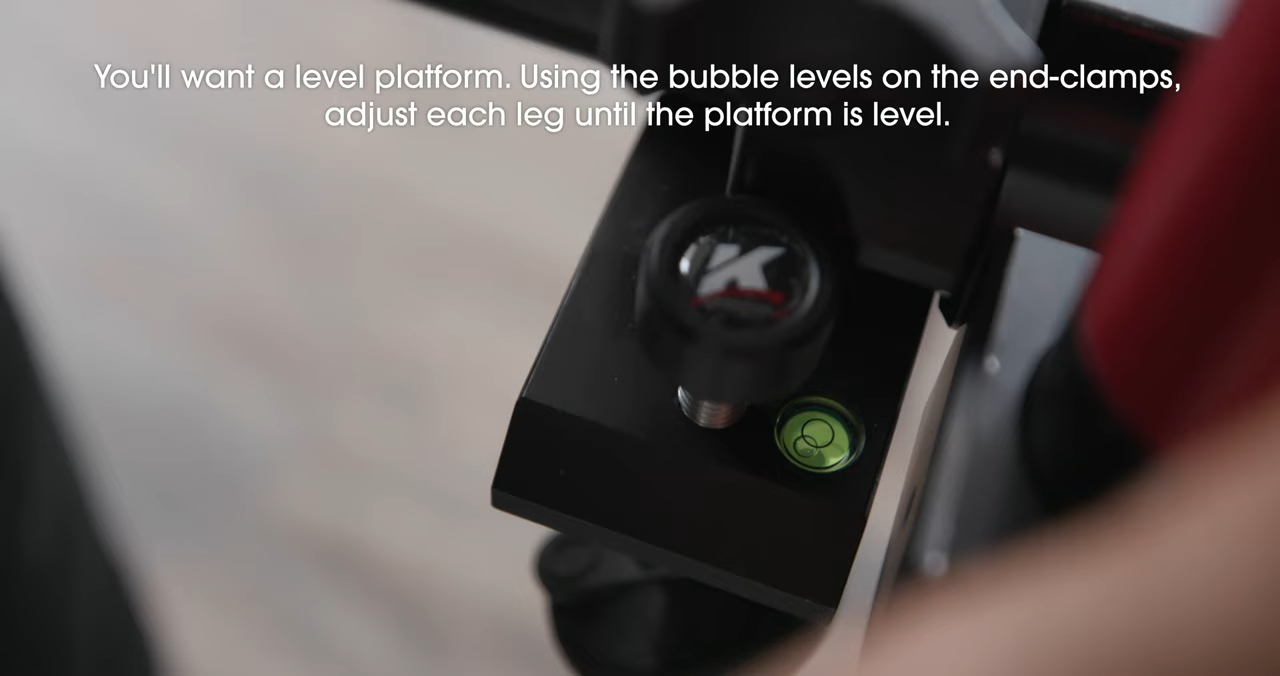 You'll want a level platform. Using the bubble levels on the end-clamps,
adjust each leg until the platform is level.
K